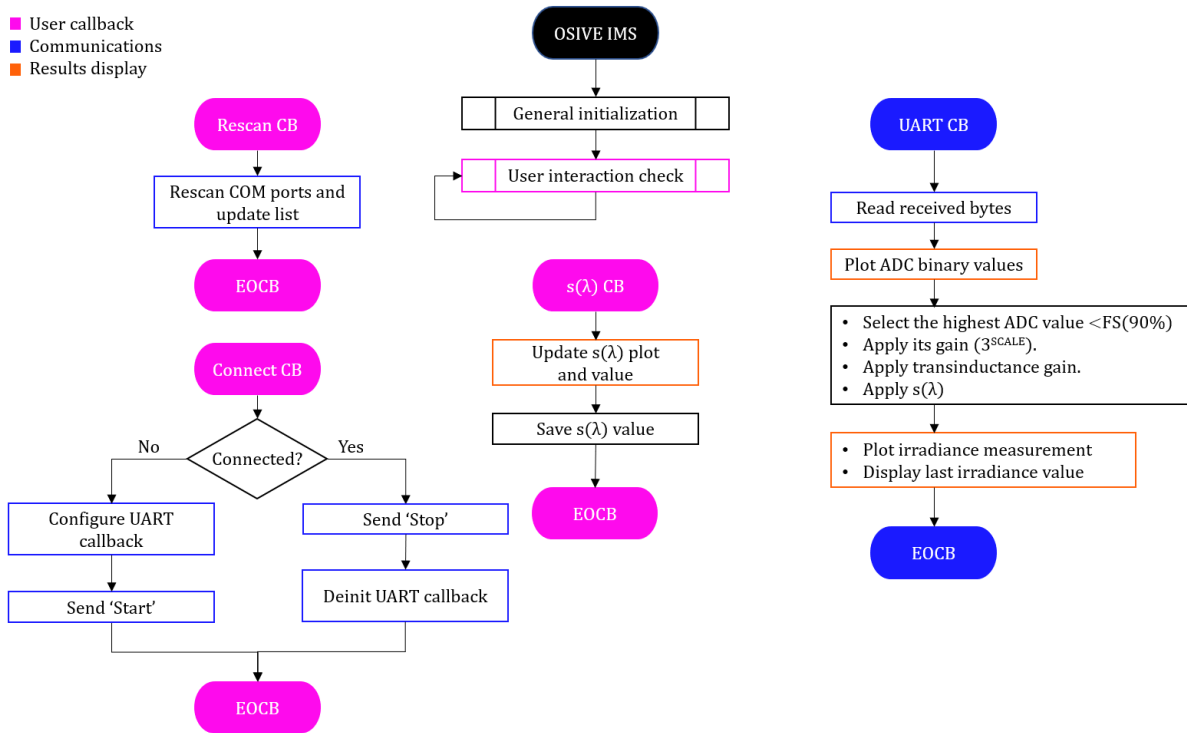 User callback
Communications
Results display
OSIVE IMS
General initialization
User interaction check
Rescan CB
Rescan COM ports and
update list
EOCB
Connect CB
Connected?
No
Yes
Configure UART
callback
Send ‘Start’
Send ‘Stop’
Deinit UART callback
EOCB
s(λ) CB
Update s(λ) plot
and value
Save s(λ) value
EOCB
UART CB
Read received bytes
Plot ADC binary values
• Select the highest ADC value <FS(90%)
• Apply its gain (3^SCALE).
• Apply transinductance gain.
• Apply s(λ)
• Plot irradiance measurement
• Display last irradiance value
EOCB